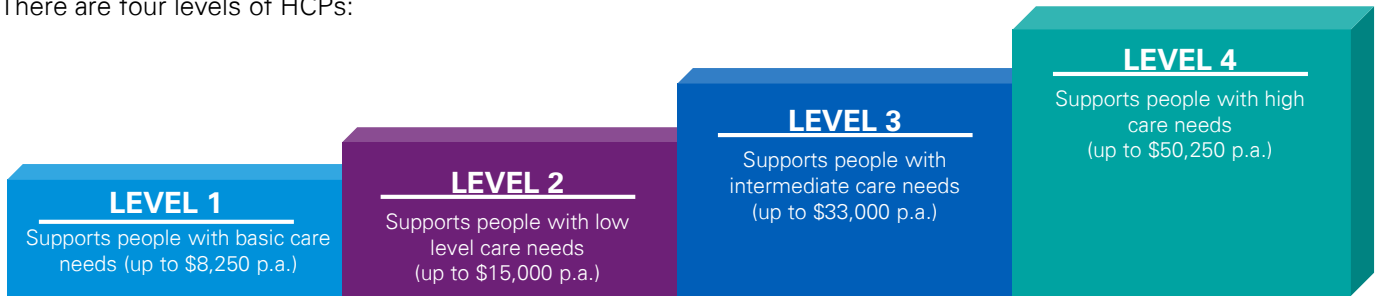 There are four levels of HCPs:
LEVEL 1
Supports people with basic care
needs (up to $8,250 p.a.)
LEVEL 2
Supports people with low
level care needs
(up to $15,000 p.a.)
LEVEL 3
Supports people with
intermediate care needs
(up to $33,000 p.a.)
LEVEL 4
Supports people with high
care needs
(up to $50,250 p.a.)